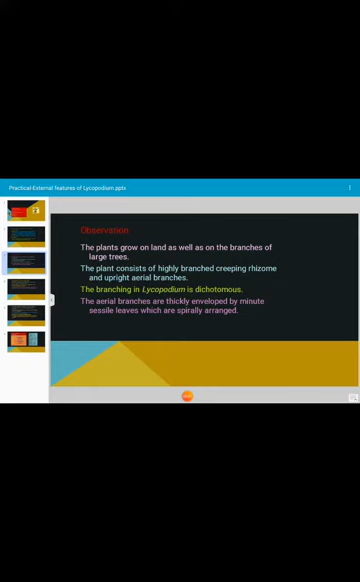 Practical-External features of Lycopodium.pptx
Observation
The plants grow on land as well as on the branches of
large trees.
The plant consists of highly branched creeping rhizome
and upright aerial branches.
The branching in Lycopodium is dichotomous.
The aerial branches are thickly enveloped by minute
sessile leaves which are spirally arranged.